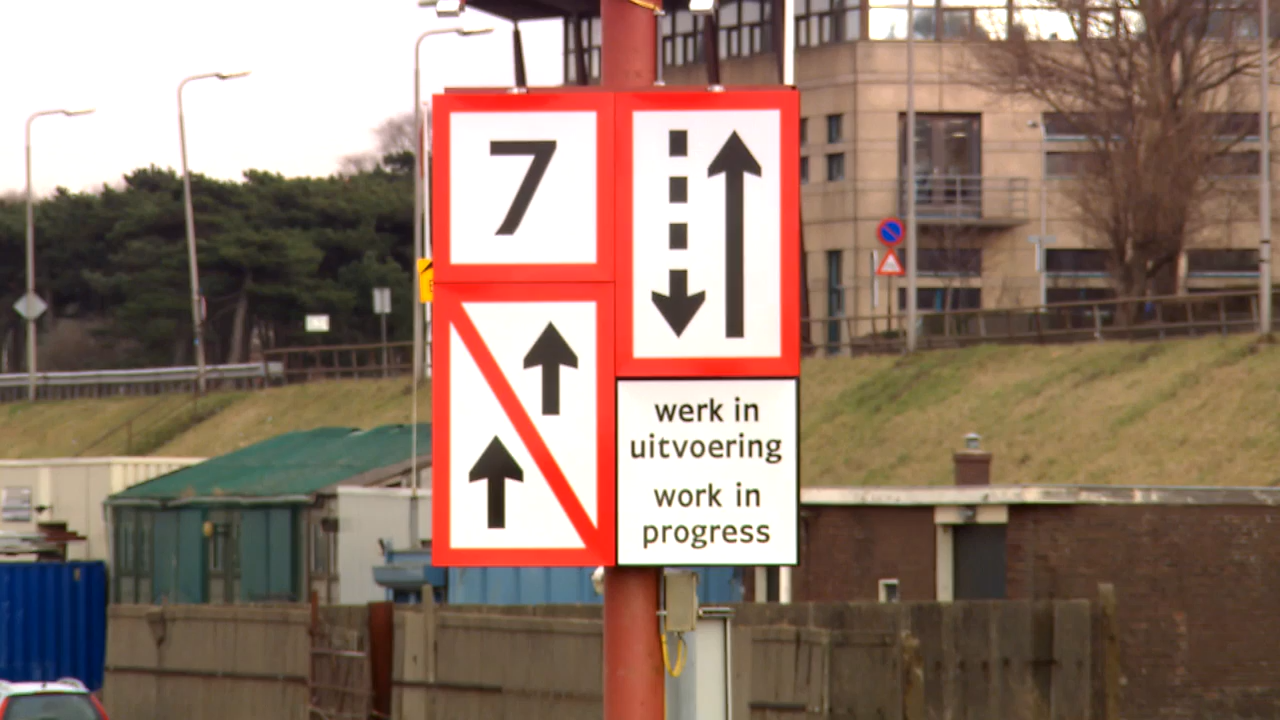 7
werk in
uitvoering
work in
progress